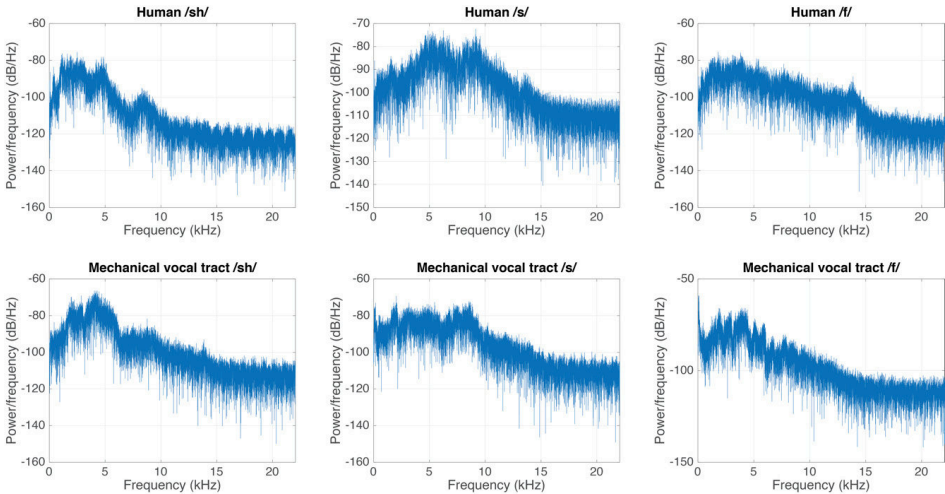 Human /sh/
Human /s/
Human /f/
Power/frequency (dB/Hz)
-60
-80
-100
-120
-140
-160
0 5 10 15 20
Frequency (kHz)
Power/frequency (dB/Hz)
-70
-80
-90
-100
-110
-120
-130
-140
-150
0 5 10 15 20
Frequency (kHz)
Power/frequency (dB/Hz)
-60
-80
-100
-120
-140
-160
0 5 10 15 20
Frequency (kHz)
Mechanical vocal tract /sh/
Mechanical vocal tract /s/
Mechanical vocal tract /f/
Power/frequency (dB/Hz)
-60
-80
-100
-120
-140
-160
0 5 10 15 20
Frequency (kHz)
Power/frequency (dB/Hz)
-60
-80
-100
-120
-140
-160
0 5 10 15 20
Frequency (kHz)
Power/frequency (dB/Hz)
-50
-100
-150
0 5 10 15 20
Frequency (kHz)